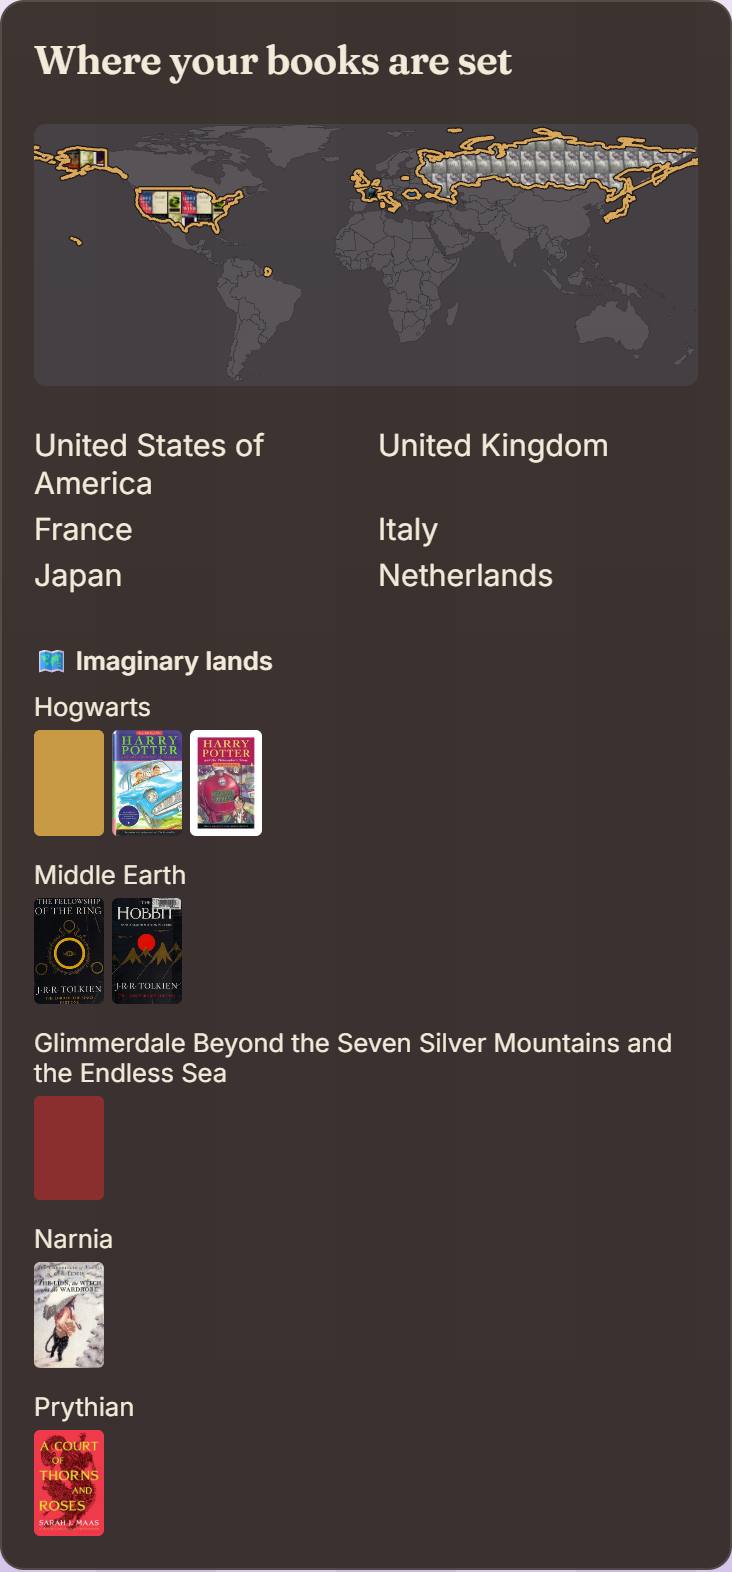 Where your books are set
United States of
America
United Kingdom
France
Italy
Japan
Netherlands
Imaginary lands
Hogwarts
HARRY
POTTER
HARRY
POTTER
Middle Earth
THE FELLOWSHIP
OF THE RING
J·R·R·TOLKIEN
THE
HOBBIT
J·R·R·TOLKIEN
Glimmerdale Beyond the Seven Silver Mountains and
the Endless Sea
Narnia
THE LION, the WITCH
and the WARDROBE
Prythian
A COURT
OF
THORNS
AND
ROSES
SARAH J. MAAS